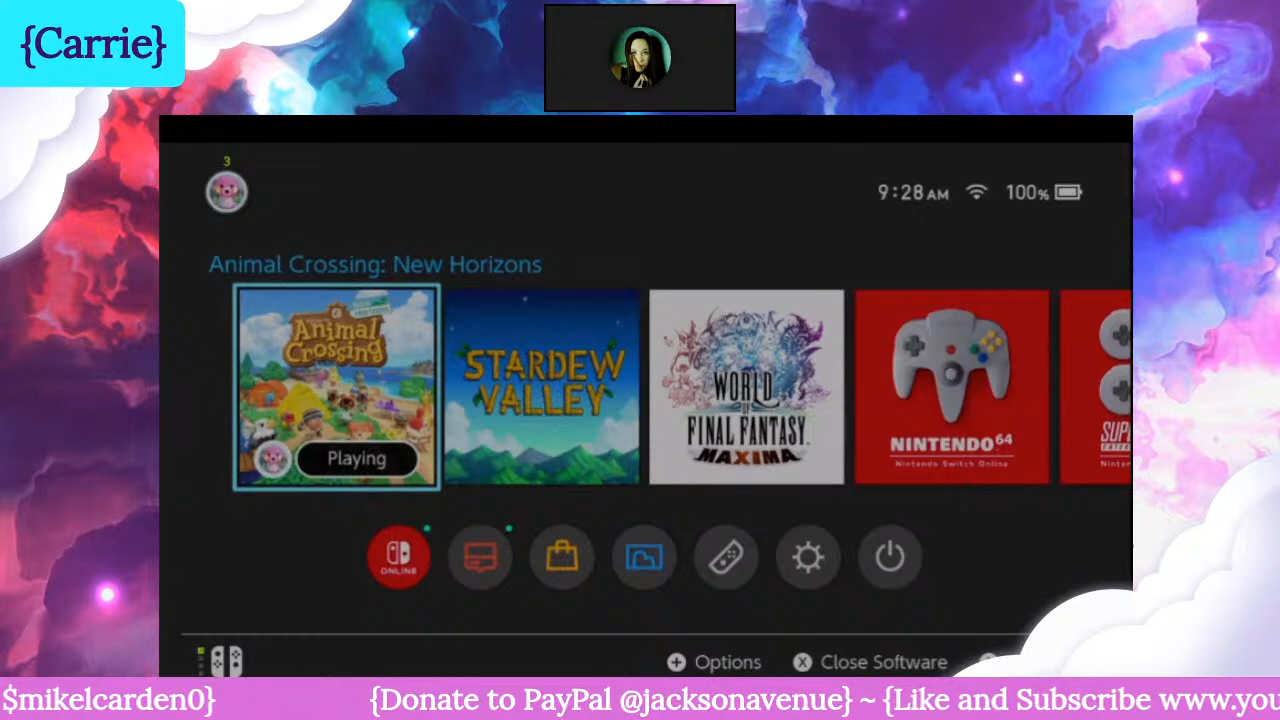 {Carrie}
3
9:28 AM 100%
Animal Crossing: New Horizons
Animal Crossing
Playing
STARDEW VALLEY
WORLD OF FINAL FANTASY MAXIMA
NINTENDO 64
Nintendo Switch Online
SUP
Ninten
ONLINE
+ Options X Close Software
$mikelcarden0} {Donate to PayPal @jacksonavenue} ~ {Like and Subscribe www.you